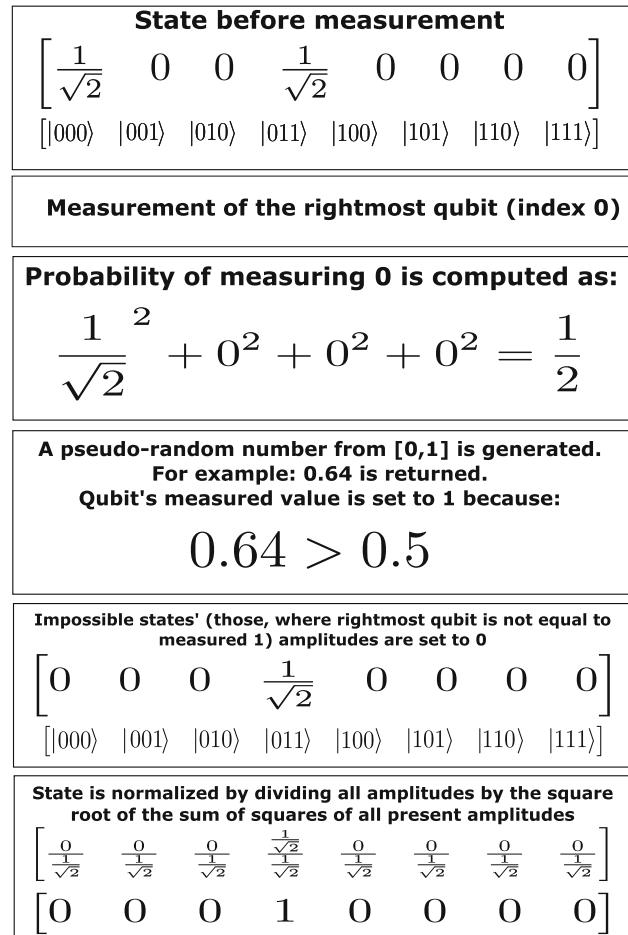 State before measurement
[1/√2 0 0 1/√2 0 0 0 0]
[|000⟩ |001⟩ |010⟩ |011⟩ |100⟩ |101⟩ |110⟩ |111⟩]
Measurement of the rightmost qubit (index 0)
Probability of measuring 0 is computed as:
1/√2 ² + 0² + 0² + 0² = 1/2
A pseudo-random number from [0,1] is generated.
For example: 0.64 is returned.
Qubit's measured value is set to 1 because:
0.64 > 0.5
Impossible states' (those, where rightmost qubit is not equal to
measured 1) amplitudes are set to 0
[0 0 0 1/√2 0 0 0 0]
[|000⟩ |001⟩ |010⟩ |011⟩ |100⟩ |101⟩ |110⟩ |111⟩]
State is normalized by dividing all amplitudes by the square
root of the sum of squares of all present amplitudes
[0/(1/√2) 0/(1/√2) 0/(1/√2) (1/√2)/(1/√2) 0/(1/√2) 0/(1/√2) 0/(1/√2) 0/(1/√2)]
[0 0 0 1 0 0 0 0]